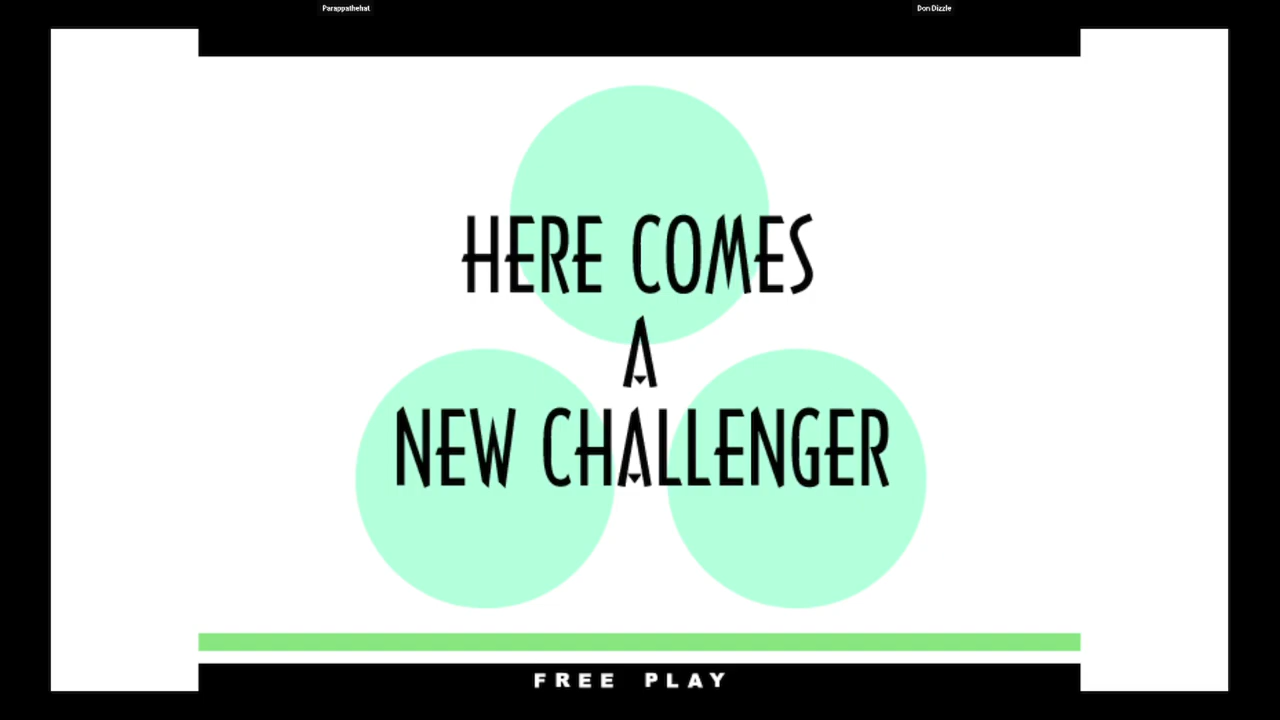 Parappathehat
Don Dizzle
HERE COMES
A
NEW CHALLENGER
FREE PLAY